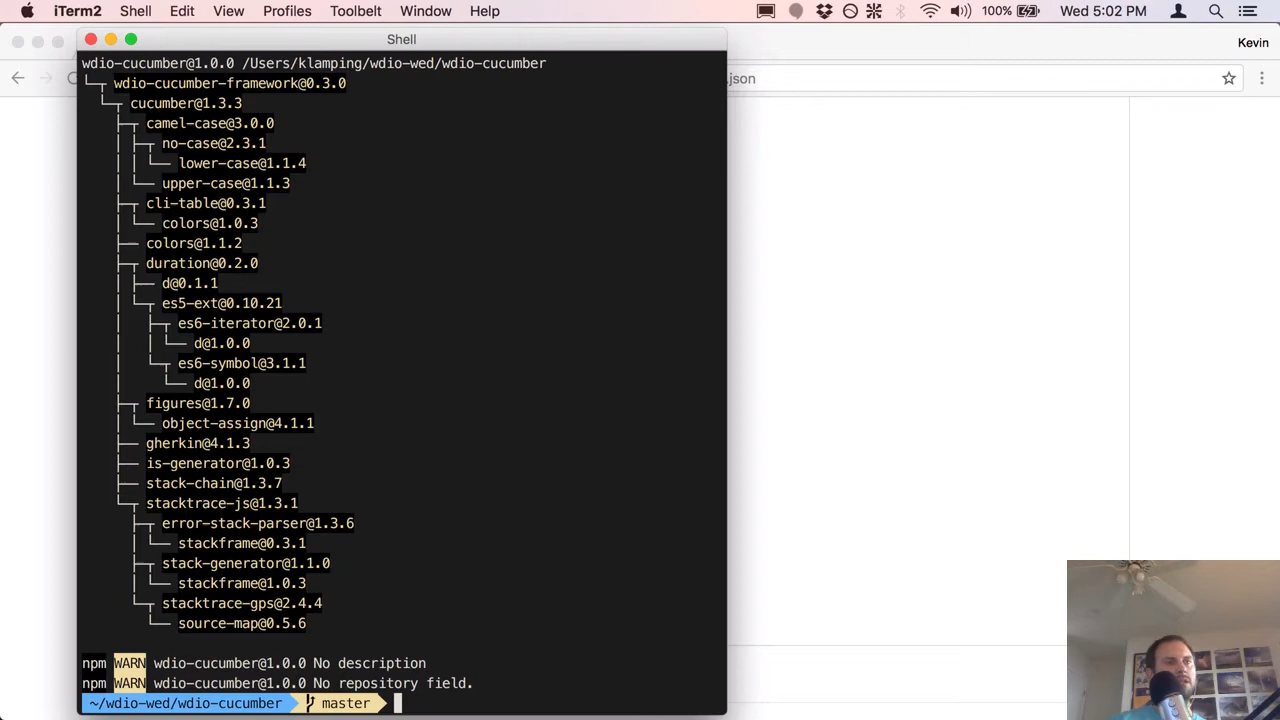 iTerm2 Shell Edit View Profiles Toolbelt Window Help 100% Wed 5:02 PM
Shell
Kevin
.json
wdio-cucumber@1.0.0 /Users/klamping/wdio-wed/wdio-cucumber
└─┬ wdio-cucumber-framework@0.3.0
  └─┬ cucumber@1.3.3
    ├─┬ camel-case@3.0.0
    │ ├─┬ no-case@2.3.1
    │ │ └── lower-case@1.1.4
    │ └── upper-case@1.1.3
    ├─┬ cli-table@0.3.1
    │ └── colors@1.0.3
    ├── colors@1.1.2
    ├─┬ duration@0.2.0
    │ ├── d@0.1.1
    │ └─┬ es5-ext@0.10.21
    │   ├─┬ es6-iterator@2.0.1
    │   │ └── d@1.0.0
    │   └─┬ es6-symbol@3.1.1
    │     └── d@1.0.0
    ├─┬ figures@1.7.0
    │ └── object-assign@4.1.1
    ├── gherkin@4.1.3
    ├── is-generator@1.0.3
    ├── stack-chain@1.3.7
    └─┬ stacktrace-js@1.3.1
      ├─┬ error-stack-parser@1.3.6
      │ └── stackframe@0.3.1
      ├─┬ stack-generator@1.1.0
      │ └── stackframe@1.0.3
      └─┬ stacktrace-gps@2.4.4
        └── source-map@0.5.6
npm WARN wdio-cucumber@1.0.0 No description
npm WARN wdio-cucumber@1.0.0 No repository field.
~/wdio-wed/wdio-cucumber master